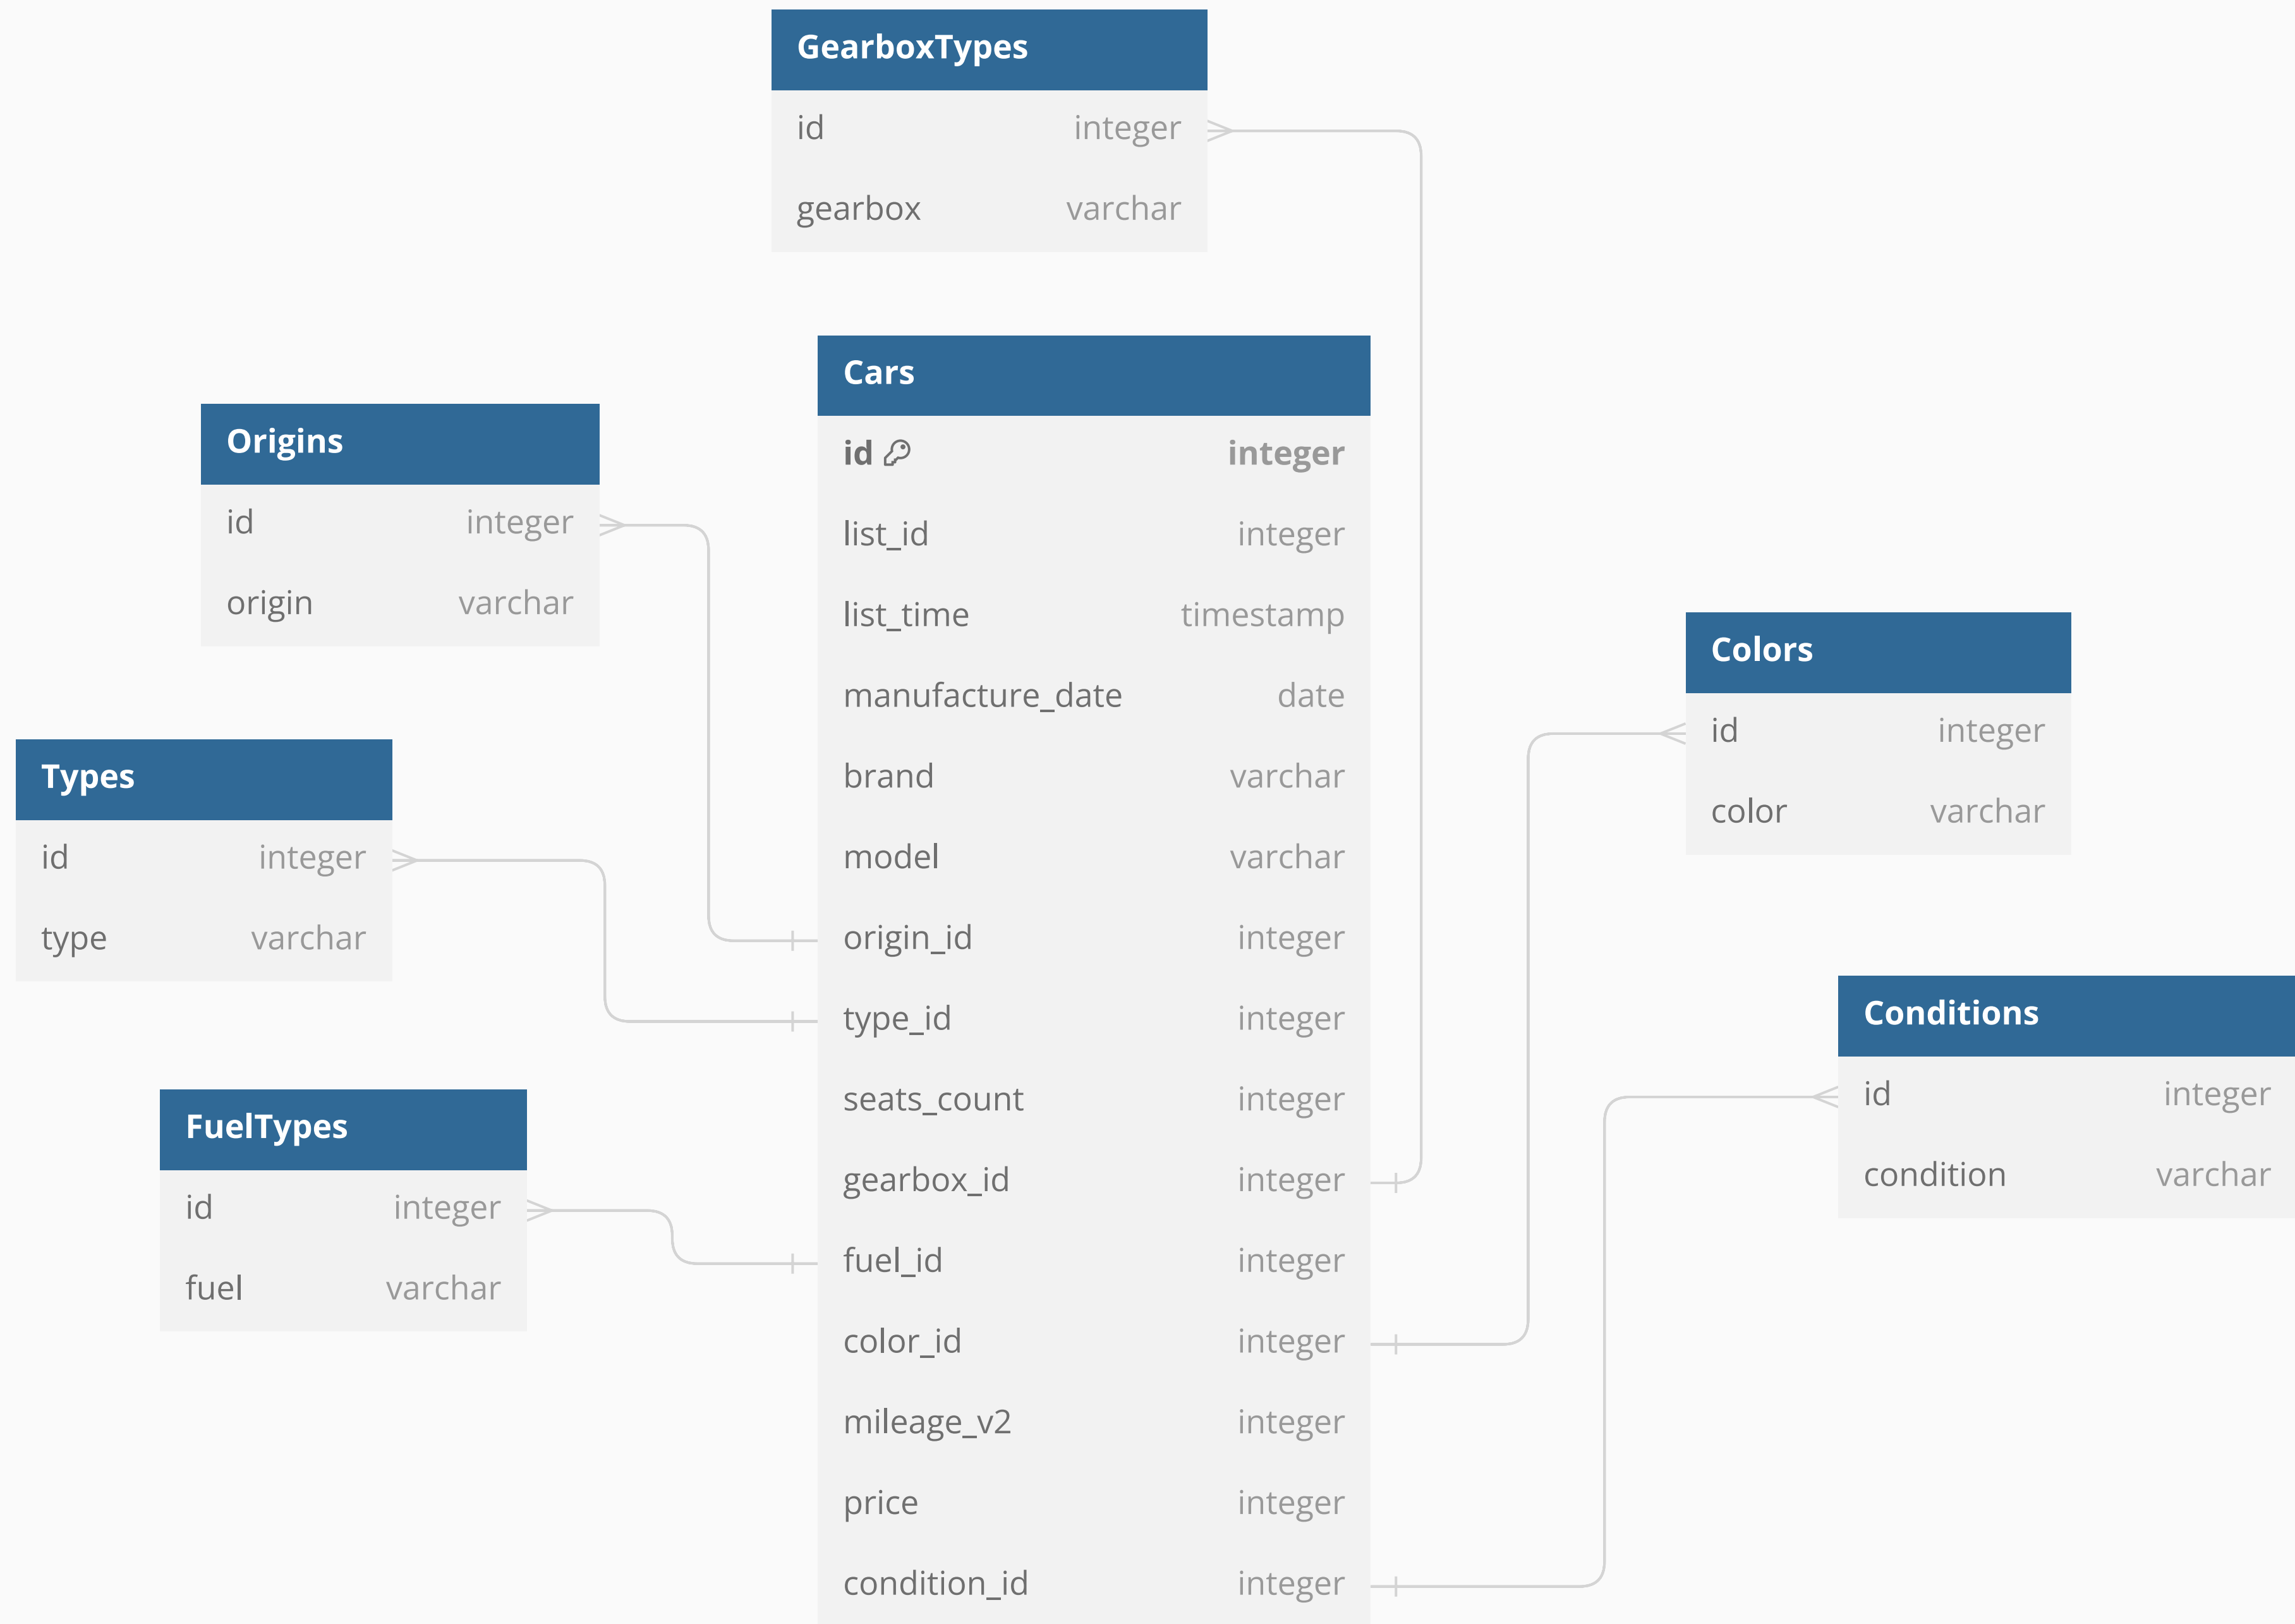 GearboxTypes
id integer
gearbox varchar
Cars
id integer
list_id integer
list_time timestamp
manufacture_date date
brand varchar
model varchar
origin_id integer
type_id integer
seats_count integer
gearbox_id integer
fuel_id integer
color_id integer
mileage_v2 integer
price integer
condition_id integer
Origins
id integer
origin varchar
Types
id integer
type varchar
FuelTypes
id integer
fuel varchar
Colors
id integer
color varchar
Conditions
id integer
condition varchar